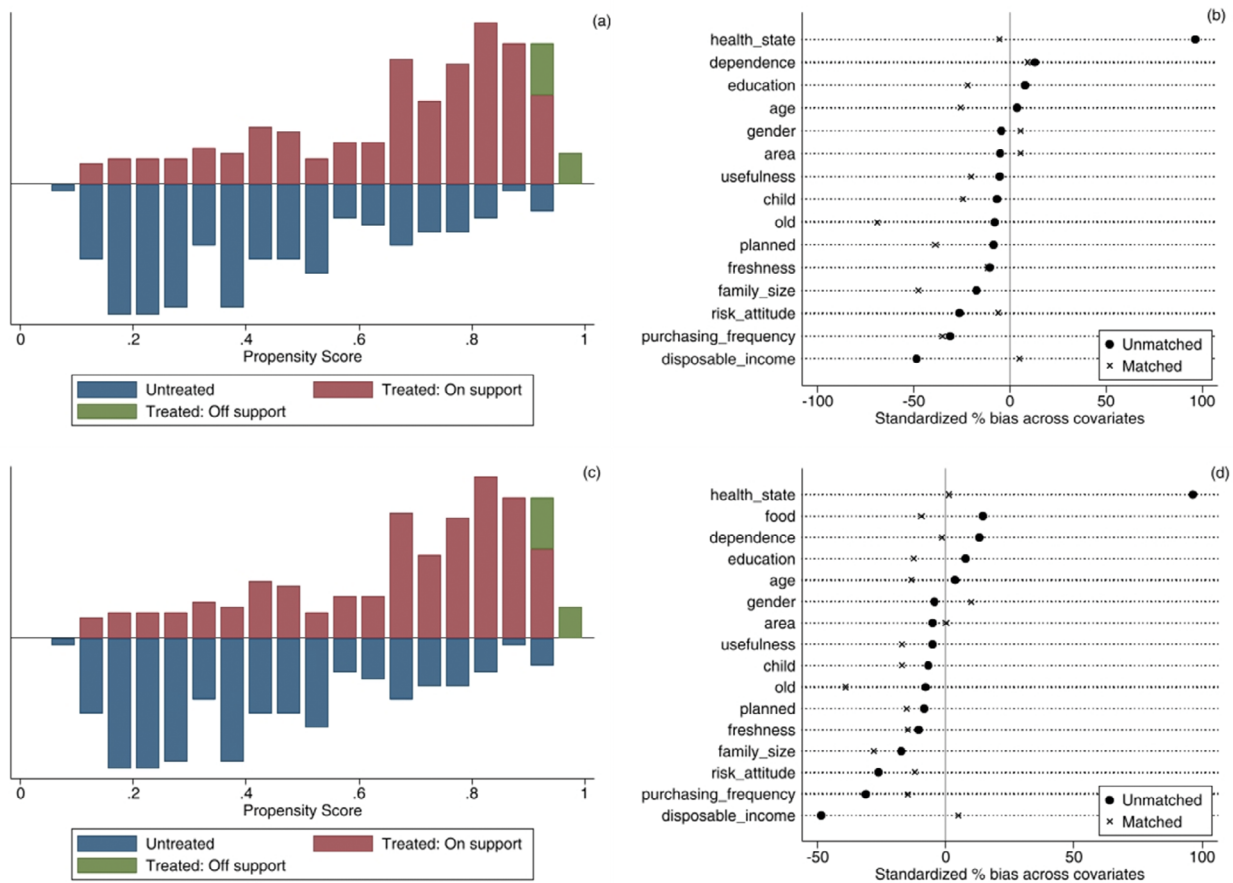 (a)
0 .2 .4 .6 .8 1
Propensity Score
Untreated Treated: On support
Treated: Off support
(b)
health_state
dependence
education
age
gender
area
usefulness
child
old
planned
freshness
family_size
risk_attitude
purchasing_frequency
disposable_income
Unmatched
Matched
-100 -50 0 50 100
Standardized % bias across covariates
(c)
0 .2 .4 .6 .8 1
Propensity Score
Untreated Treated: On support
Treated: Off support
(d)
health_state
food
dependence
education
age
gender
area
usefulness
child
old
planned
freshness
family_size
risk_attitude
purchasing_frequency
disposable_income
Unmatched
Matched
-50 0 50 100
Standardized % bias across covariates